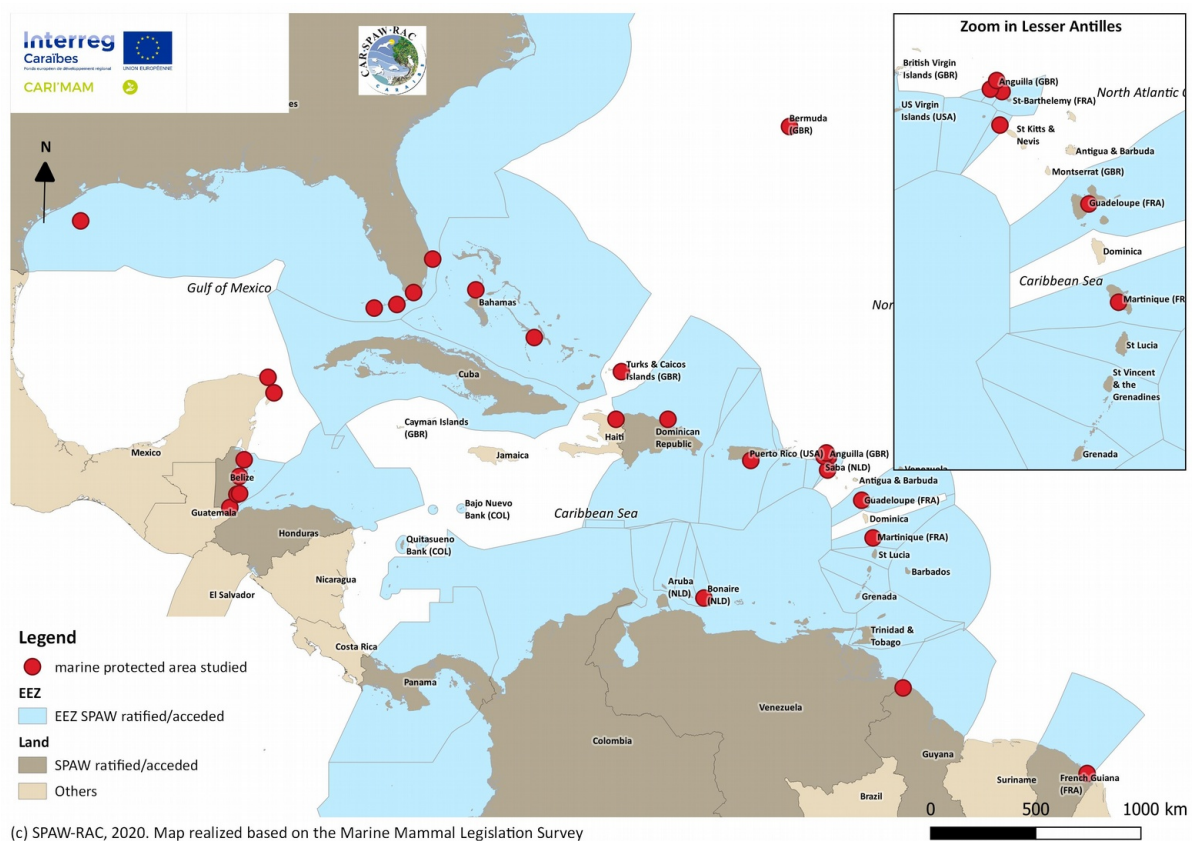 Interreg
Caraïbes
Fonds européen de développement régional
UNION EUROPÉENNE
CARI'MAM
CAR-SPAW-RAC
CARAIBE
es
N
Bermuda
(GBR)
Gulf of Mexico
Nor
Bahamas
Turks & Caicos
Islands (GBR)
Cuba
Cayman Islands
(GBR)
Haiti
Dominican
Republic
Jamaica
Mexico
Puerto Rico (USA)
Anguilla (GBR)
Saba (NLD)
Venezuela
Antigua & Barbuda
Belize
Guatemala
Guadeloupe (FRA)
Bajo Nuevo
Bank (COL)
Caribbean Sea
Dominica
Honduras
Quitasueno
Bank (COL)
Martinique (FRA)
St Lucia
Barbados
Nicaragua
Aruba
(NLD)
Bonaire
(NLD)
El Salvador
Grenada
Trinidad &
Tobago
Costa Rica
Panama
Venezuela
Colombia
Guyana
Suriname
French Guiana
(FRA)
Brazil
Zoom in Lesser Antilles
British Virgin
Islands (GBR)
Anguilla (GBR)
North Atlantic
St-Barthelemy (FRA)
US Virgin
Islands (USA)
St Kitts &
Nevis
Antigua & Barbuda
Montserrat (GBR)
Guadeloupe (FRA)
Dominica
Caribbean Sea
Martinique (FR
St Lucia
St Vincent
& the
Grenadines
Grenada
Legend
marine protected area studied
EEZ
EEZ SPAW ratified/acceded
Land
SPAW ratified/acceded
Others
0 500 1000 km
(c) SPAW-RAC, 2020. Map realized based on the Marine Mammal Legislation Survey